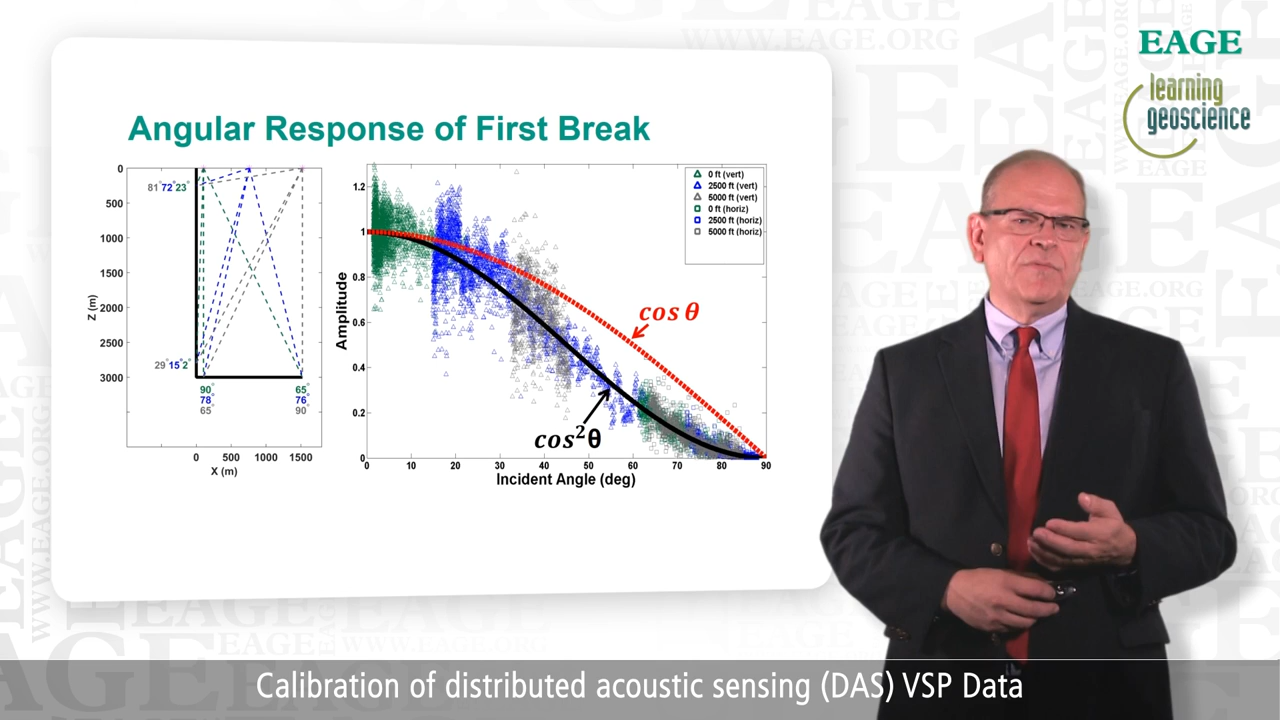 EAGE
learning
geoscience
Angular Response of First Break
0
500
1000
1500
2000
2500
3000
Z (m)
81° 72° 23°
29° 15° 2°
90°
78°
65
65°
76°
90
0 500 1000 1500
X (m)
1.2
1
0.8
0.6
0.4
0.2
0
Amplitude
0 10 20 30 40 50 60 70 80 90
Incident Angle (deg)
0 ft (vert)
2500 ft (vert)
5000 ft (vert)
0 ft (horiz)
2500 ft (horiz)
5000 ft (horiz)
cos θ
cos²θ
WWW.EAGE.ORG
Calibration of distributed acoustic sensing (DAS) VSP Data